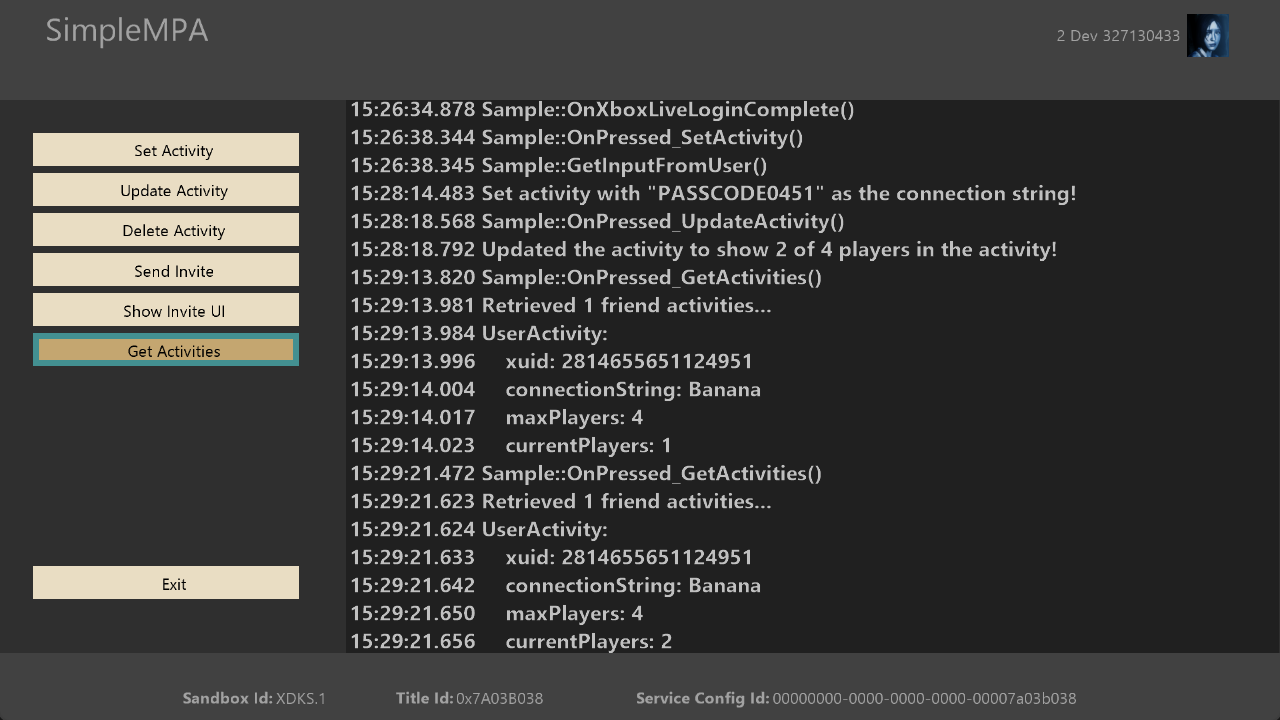 SimpleMPA
2 Dev 327130433
Set Activity
Update Activity
Delete Activity
Send Invite
Show Invite UI
Get Activities
Exit
15:26:34.878 Sample::OnXboxLiveLoginComplete()
15:26:38.344 Sample::OnPressed_SetActivity()
15:26:38.345 Sample::GetInputFromUser()
15:28:14.483 Set activity with "PASSCODE0451" as the connection string!
15:28:18.568 Sample::OnPressed_UpdateActivity()
15:28:18.792 Updated the activity to show 2 of 4 players in the activity!
15:29:13.820 Sample::OnPressed_GetActivities()
15:29:13.981 Retrieved 1 friend activities...
15:29:13.984 UserActivity:
15:29:13.996 xuid: 2814655651124951
15:29:14.004 connectionString: Banana
15:29:14.017 maxPlayers: 4
15:29:14.023 currentPlayers: 1
15:29:21.472 Sample::OnPressed_GetActivities()
15:29:21.623 Retrieved 1 friend activities...
15:29:21.624 UserActivity:
15:29:21.633 xuid: 2814655651124951
15:29:21.642 connectionString: Banana
15:29:21.650 maxPlayers: 4
15:29:21.656 currentPlayers: 2
Sandbox Id: XDKS.1
Title Id: 0x7A03B038
Service Config Id: 00000000-0000-0000-0000-00007a03b038